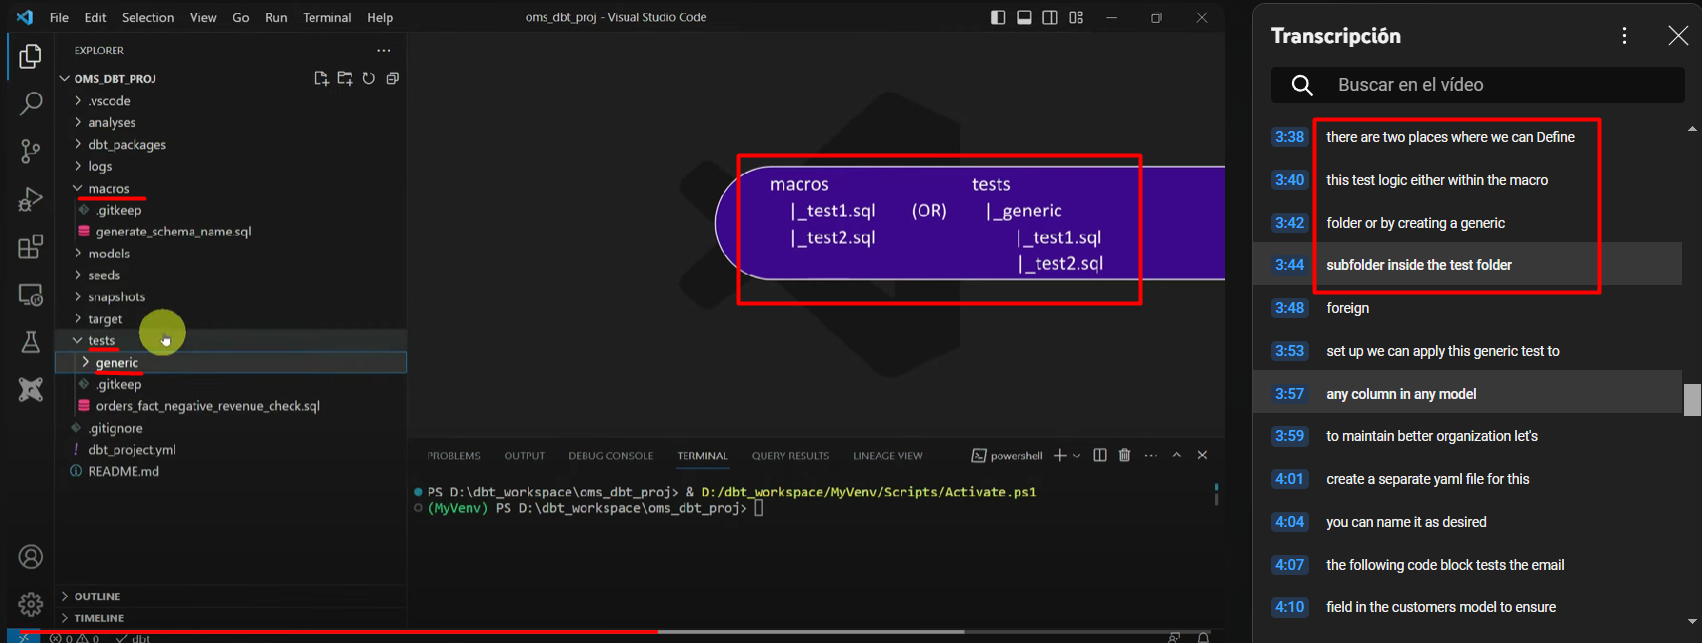 File Edit Selection View Go Run Terminal Help
oms_dbt_proj - Visual Studio Code
EXPLORER
OMS_DBT_PROJ
.vscode
analyses
dbt_packages
logs
macros
.gitkeep
generate_schema_name.sql
models
seeds
snapshots
target
tests
generic
.gitkeep
orders_fact_negative_revenue_check.sql
.gitignore
dbt_project.yml
README.md
OUTLINE
TIMELINE
0 0 dbt
macros tests
|_test1.sql (OR) |_generic
|_test2.sql |_test1.sql
|_test2.sql
PROBLEMS OUTPUT DEBUG CONSOLE TERMINAL QUERY RESULTS LINEAGE VIEW
powershell
PS D:\dbt_workspace\oms_dbt_proj> & D:/dbt_workspace/MyVenv/Scripts/Activate.ps1
(MyVenv) PS D:\dbt_workspace\oms_dbt_proj>
Transcripción
Buscar en el vídeo
3:38 there are two places where we can Define
3:40 this test logic either within the macro
3:42 folder or by creating a generic
3:44 subfolder inside the test folder
3:48 foreign
3:53 set up we can apply this generic test to
3:57 any column in any model
3:59 to maintain better organization let's
4:01 create a separate yaml file for this
4:04 you can name it as desired
4:07 the following code block tests the email
4:10 field in the customers model to ensure